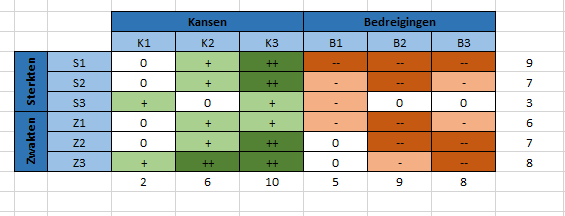 Kansen Bedreigingen
K1 K2 K3 B1 B2 B3
Sterkten
S1 0 + ++ -- -- -- 9
S2 0 + ++ - -- - 7
S3 + 0 + - 0 0 3
Zwakten
Z1 0 + + - -- - 6
Z2 0 + ++ 0 -- -- 7
Z3 + ++ ++ 0 - -- 8
2 6 10 5 9 8